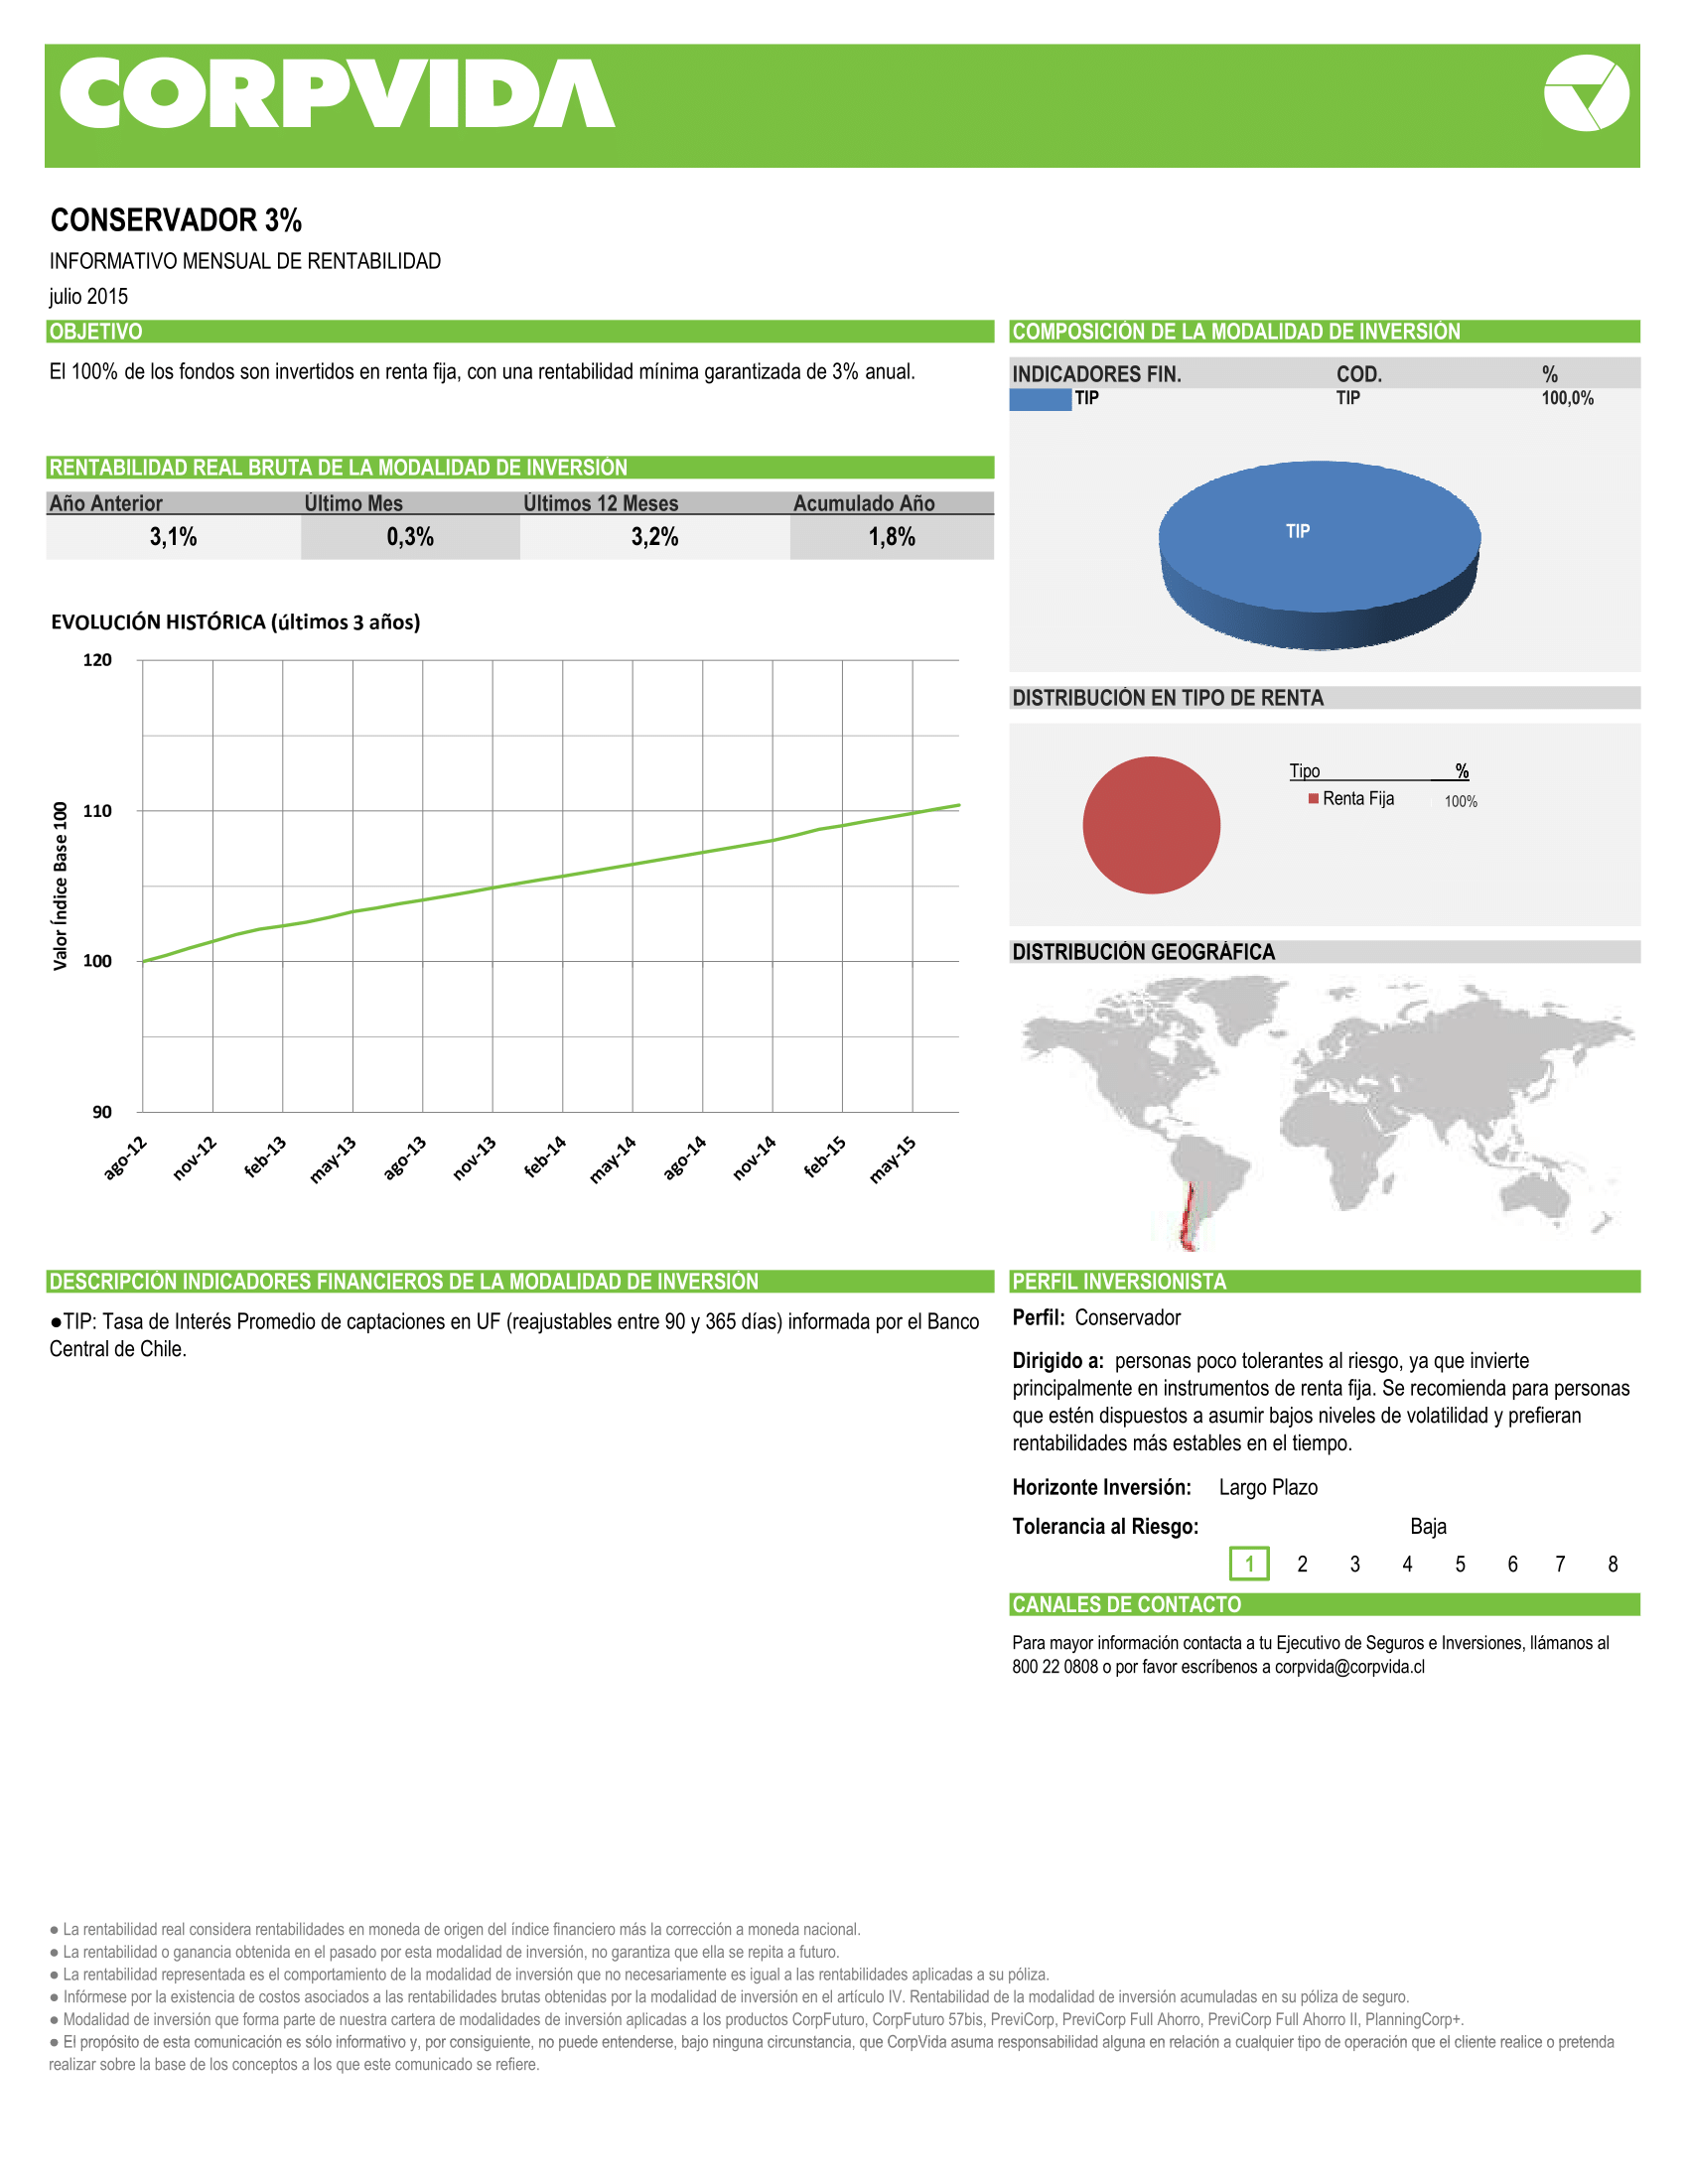 CORPVIDA
CONSERVADOR 3%
INFORMATIVO MENSUAL DE RENTABILIDAD
julio 2015
OBJETIVO
El 100% de los fondos son invertidos en renta fija, con una rentabilidad mínima garantizada de 3% anual.
RENTABILIDAD REAL BRUTA DE LA MODALIDAD DE INVERSIÓN
Año Anterior Último Mes Últimos 12 Meses Acumulado Año
3,1% 0,3% 3,2% 1,8%
EVOLUCIÓN HISTÓRICA (últimos 3 años)
Valor Índice Base 100
120
110
100
90
ago-12 nov-12 feb-13 may-13 ago-13 nov-13 feb-14 may-14 ago-14 nov-14 feb-15 may-15
DESCRIPCIÓN INDICADORES FINANCIEROS DE LA MODALIDAD DE INVERSIÓN
●TIP: Tasa de Interés Promedio de captaciones en UF (reajustables entre 90 y 365 días) informada por el Banco
Central de Chile.
COMPOSICIÓN DE LA MODALIDAD DE INVERSIÓN
INDICADORES FIN. COD. %
TIP TIP 100,0%
TIP
DISTRIBUCIÓN EN TIPO DE RENTA
Tipo %
Renta Fija 100%
DISTRIBUCIÓN GEOGRÁFICA
PERFIL INVERSIONISTA
Perfil: Conservador
Dirigido a: personas poco tolerantes al riesgo, ya que invierte
principalmente en instrumentos de renta fija. Se recomienda para personas
que estén dispuestos a asumir bajos niveles de volatilidad y prefieran
rentabilidades más estables en el tiempo.
Horizonte Inversión: Largo Plazo
Tolerancia al Riesgo: Baja
1 2 3 4 5 6 7 8
CANALES DE CONTACTO
Para mayor información contacta a tu Ejecutivo de Seguros e Inversiones, llámanos al
800 22 0808 o por favor escríbenos a corpvida@corpvida.cl
● La rentabilidad real considera rentabilidades en moneda de origen del índice financiero más la corrección a moneda nacional.
● La rentabilidad o ganancia obtenida en el pasado por esta modalidad de inversión, no garantiza que ella se repita a futuro.
● La rentabilidad representada es el comportamiento de la modalidad de inversión que no necesariamente es igual a las rentabilidades aplicadas a su póliza.
● Infórmese por la existencia de costos asociados a las rentabilidades brutas obtenidas por la modalidad de inversión en el artículo IV. Rentabilidad de la modalidad de inversión acumuladas en su póliza de seguro.
● Modalidad de inversión que forma parte de nuestra cartera de modalidades de inversión aplicadas a los productos CorpFuturo, CorpFuturo 57bis, PreviCorp, PreviCorp Full Ahorro, PreviCorp Full Ahorro II, PlanningCorp+.
● El propósito de esta comunicación es sólo informativo y, por consiguiente, no puede entenderse, bajo ninguna circunstancia, que CorpVida asuma responsabilidad alguna en relación a cualquier tipo de operación que el cliente realice o pretenda
realizar sobre la base de los conceptos a los que este comunicado se refiere.